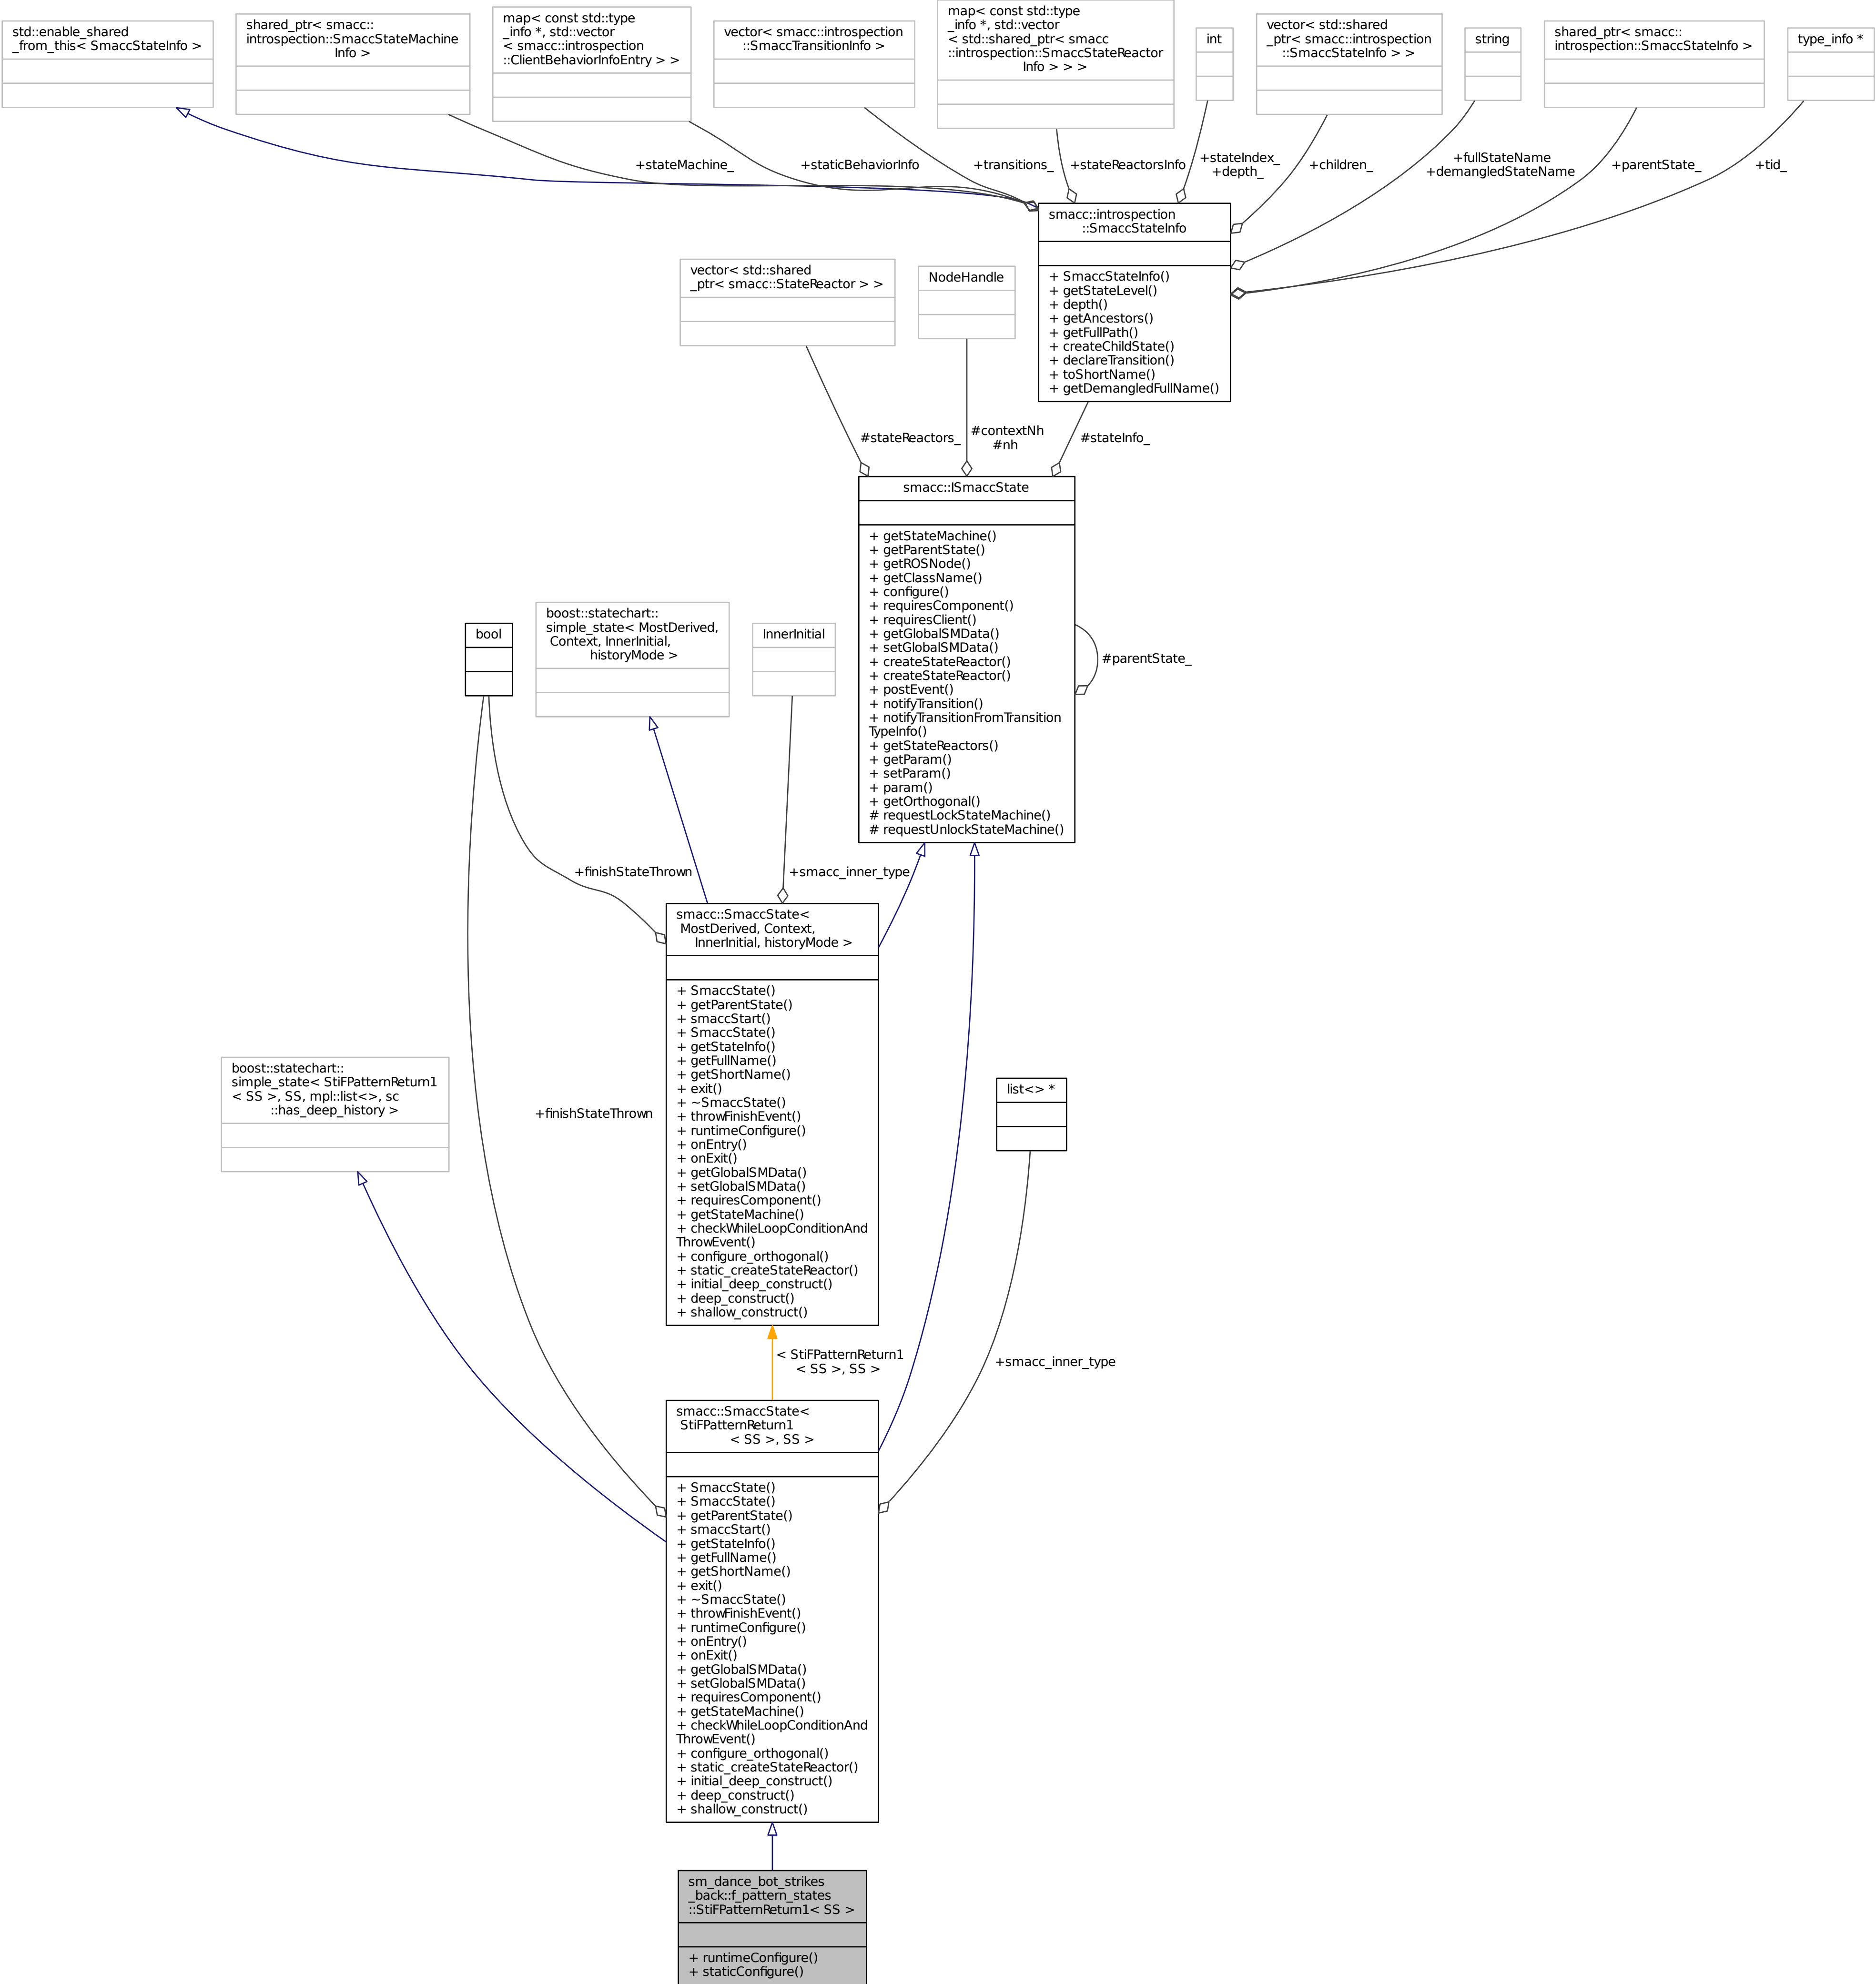 std::enable_shared
_from_this< SmaccStateInfo >
shared_ptr< smacc::
introspection::SmaccStateMachine
Info >
map< const std::type
_info *, std::vector
< smacc::introspection
::ClientBehaviorInfoEntry > >
vector< smacc::introspection
::SmaccTransitionInfo >
map< const std::type
_info *, std::vector
< std::shared_ptr< smacc
::introspection::SmaccStateReactor
Info > > >
int
vector< std::shared
_ptr< smacc::introspection
::SmaccStateInfo > >
string
shared_ptr< smacc::
introspection::SmaccStateInfo >
type_info *
+stateMachine_
+staticBehaviorInfo
+transitions_
+stateReactorsInfo
+stateIndex_
+depth_
+children_
+fullStateName
+demangledStateName
+parentState_
+tid_
smacc::introspection
::SmaccStateInfo
+ SmaccStateInfo()
+ getStateLevel()
+ depth()
+ getAncestors()
+ getFullPath()
+ createChildState()
+ declareTransition()
+ toShortName()
+ getDemangledFullName()
vector< std::shared
_ptr< smacc::StateReactor > >
NodeHandle
#stateReactors_
#contextNh
#nh
#stateInfo_
smacc::ISmaccState
+ getStateMachine()
+ getParentState()
+ getROSNode()
+ getClassName()
+ configure()
+ requiresComponent()
+ requiresClient()
+ getGlobalSMData()
+ setGlobalSMData()
+ createStateReactor()
+ createStateReactor()
+ postEvent()
+ notifyTransition()
+ notifyTransitionFromTransition
TypeInfo()
+ getStateReactors()
+ getParam()
+ setParam()
+ param()
+ getOrthogonal()
# requestLockStateMachine()
# requestUnlockStateMachine()
#parentState_
bool
boost::statechart::
simple_state< MostDerived,
Context, InnerInitial,
historyMode >
InnerInitial
+finishStateThrown
+smacc_inner_type
smacc::SmaccState<
MostDerived, Context,
InnerInitial, historyMode >
+ SmaccState()
+ getParentState()
+ smaccStart()
+ SmaccState()
+ getStateInfo()
+ getFullName()
+ getShortName()
+ exit()
+ ~SmaccState()
+ throwFinishEvent()
+ runtimeConfigure()
+ onEntry()
+ onExit()
+ getGlobalSMData()
+ setGlobalSMData()
+ requiresComponent()
+ getStateMachine()
+ checkWhileLoopConditionAnd
ThrowEvent()
+ configure_orthogonal()
+ static_createStateReactor()
+ initial_deep_construct()
+ deep_construct()
+ shallow_construct()
boost::statechart::
simple_state< StiFPatternReturn1
< SS >, SS, mpl::list<>, sc
::has_deep_history >
+finishStateThrown
list<> *
< StiFPatternReturn1
< SS >, SS >
+smacc_inner_type
smacc::SmaccState<
StiFPatternReturn1
< SS >, SS >
+ SmaccState()
+ SmaccState()
+ getParentState()
+ smaccStart()
+ getStateInfo()
+ getFullName()
+ getShortName()
+ exit()
+ ~SmaccState()
+ throwFinishEvent()
+ runtimeConfigure()
+ onEntry()
+ onExit()
+ getGlobalSMData()
+ setGlobalSMData()
+ requiresComponent()
+ getStateMachine()
+ checkWhileLoopConditionAnd
ThrowEvent()
+ configure_orthogonal()
+ static_createStateReactor()
+ initial_deep_construct()
+ deep_construct()
+ shallow_construct()
sm_dance_bot_strikes
_back::f_pattern_states
::StiFPatternReturn1< SS >
+ runtimeConfigure()
+ staticConfigure()